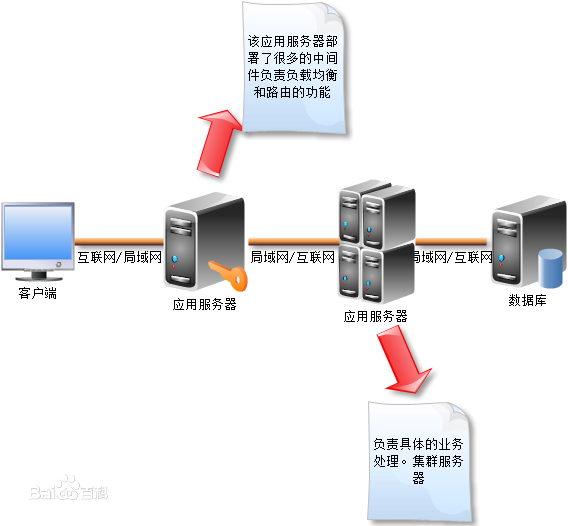 该应用服务器部
署了很多的中间
件负责负载均衡
和路由的功能
互联网/局域网
局域网/互联网
局域网/互联网
客户端
应用服务器
应用服务器
数据库
负责具体的业务
处理。集群服务
器
Baidu百科